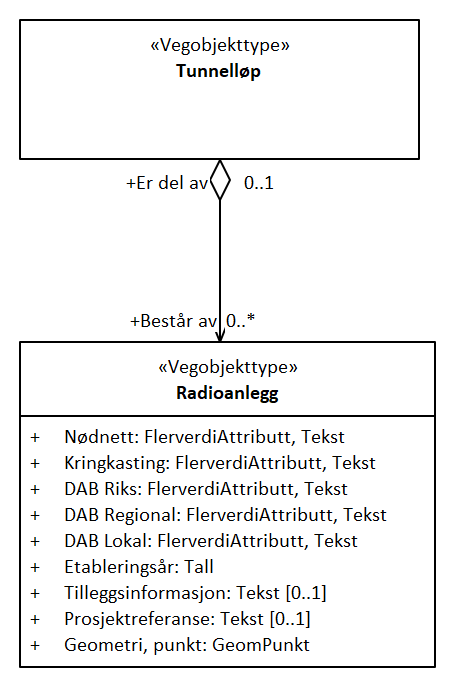 «Vegobjekttype»
Tunnelløp
+Er del av 0..1
+Består av 0..*
«Vegobjekttype»
Radioanlegg
+ Nødnett: FlerverdiAttributt, Tekst
+ Kringkasting: FlerverdiAttributt, Tekst
+ DAB Riks: FlerverdiAttributt, Tekst
+ DAB Regional: FlerverdiAttributt, Tekst
+ DAB Lokal: FlerverdiAttributt, Tekst
+ Etableringsår: Tall
+ Tilleggsinformasjon: Tekst [0..1]
+ Prosjektreferanse: Tekst [0..1]
+ Geometri, punkt: GeomPunkt